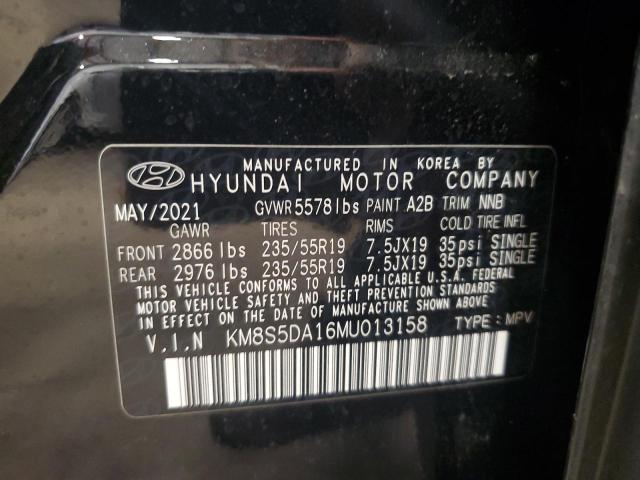 MANUFACTURED IN KOREA BY
HYUNDAI MOTOR COMPANY
MAY/2021 GVWR 5578 lbs PAINT A2B TRIM NNB
GAWR TIRES RIMS COLD TIRE INFL
FRONT 2866 lbs 235/55R19 7.5JX19 35psi SINGLE
REAR 2976 lbs 235/55R19 7.5JX19 35psi SINGLE
THIS VEHICLE CONFORMS TO ALL APPLICABLE U.S.A. FEDERAL
MOTOR VEHICLE SAFETY AND THEFT PREVENTION STANDARDS
IN EFFECT ON THE DATE OF MANUFACTURE SHOWN ABOVE.
V.I.N KM8S5DA16MU013158 TYPE: MPV